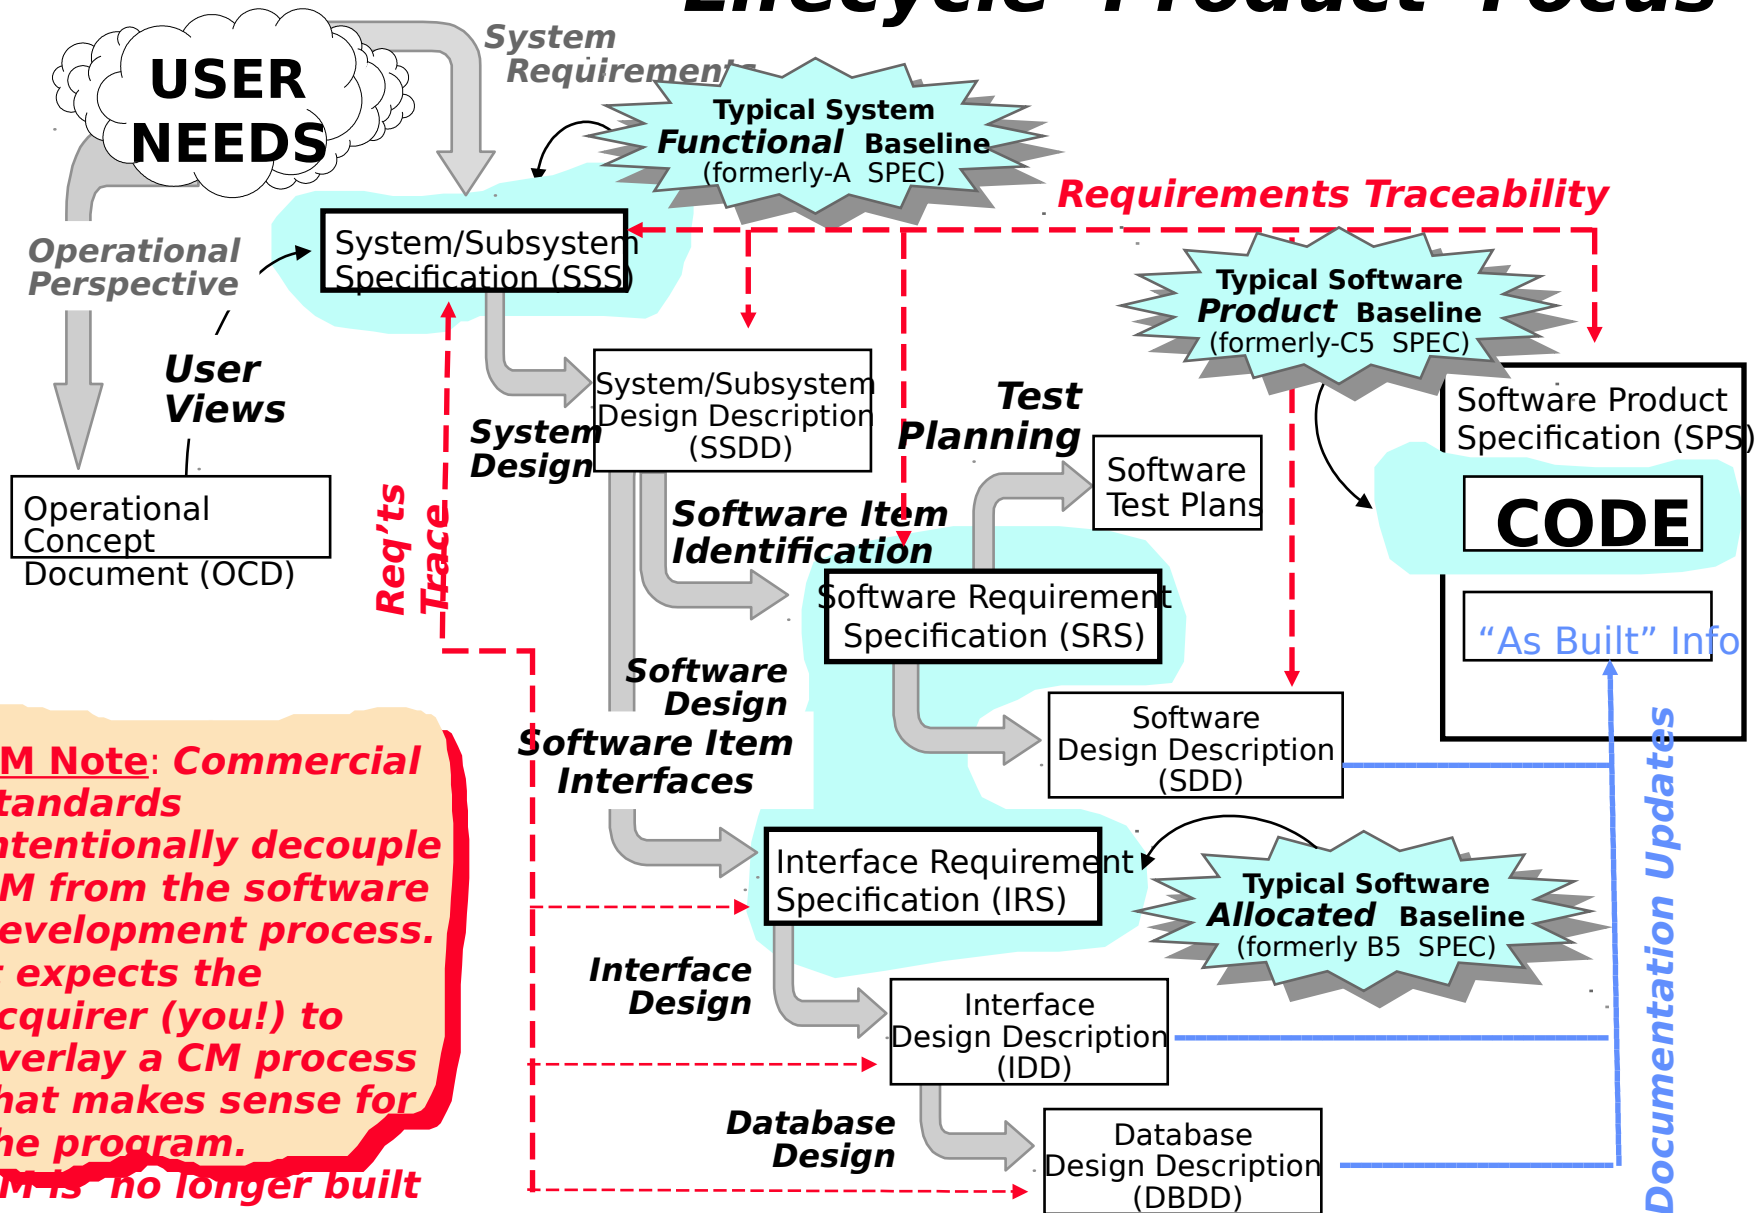 Lifecycle Product Focus
USER
NEEDS
System
Requirements
Typical System
Functional Baseline
(formerly-A SPEC)
Requirements Traceability
Operational
Perspective
System/Subsystem
Specification (SSS)
Typical Software
Product Baseline
(formerly-C5 SPEC)
User
Views
System/Subsystem
Design Description
(SSDD)
System
Design
Test
Planning
Software
Test Plans
Software Product
Specification (SPS)
CODE
“As Built” Info
Operational
Concept
Document (OCD)
Req’ts
Trace
Software Item
Identification
Software Requirement
Specification (SRS)
Software
Design
Software Item
Interfaces
Software
Design Description
(SDD)
Interface Requirement
Specification (IRS)
Typical Software
Allocated Baseline
(formerly B5 SPEC)
Interface
Design
Interface
Design Description
(IDD)
Database
Design
Database
Design Description
(DBDD)
Documentation Updates
M Note: Commercial
tandards
ntentionally decouple
M from the software
evelopment process.
t expects the
cquirer (you!) to
verlay a CM process
hat makes sense for
he program.
M is no longer built